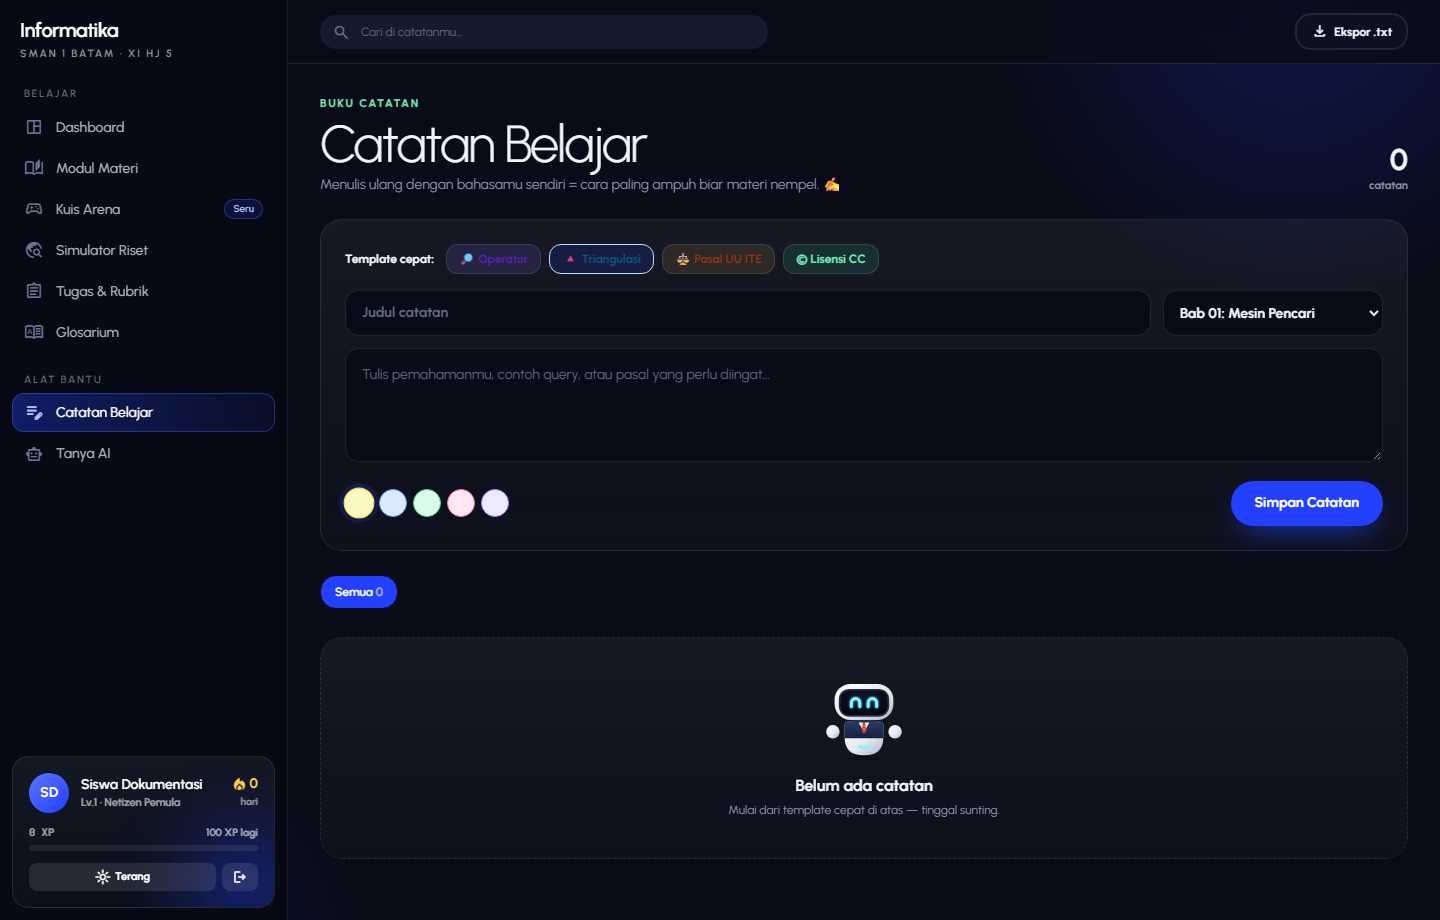 Informatika
SMAN 1 BATAM · XI HJ 5
BELAJAR
Dashboard
Modul Materi
Kuis Arena
Seru
Simulator Riset
Tugas & Rubrik
Glosarium
ALAT BANTU
Catatan Belajar
Tanya AI
SD
Siswa Dokumentasi
Lv.1 · Netizen Pemula
🔥 0
hari
0 XP
100 XP lagi
Terang
Cari di catatanmu...
Ekspor .txt
BUKU CATATAN
Catatan Belajar
Menulis ulang dengan bahasamu sendiri = cara paling ampuh biar materi nempel. ✍️
0
catatan
Template cepat:
🔎 Operator
🔺 Triangulasi
⚖️ Pasal UU ITE
© Lisensi CC
Judul catatan
Bab 01: Mesin Pencari
Tulis pemahamanmu, contoh query, atau pasal yang perlu diingat...
Simpan Catatan
Semua 0
Belum ada catatan
Mulai dari template cepat di atas — tinggal sunting.